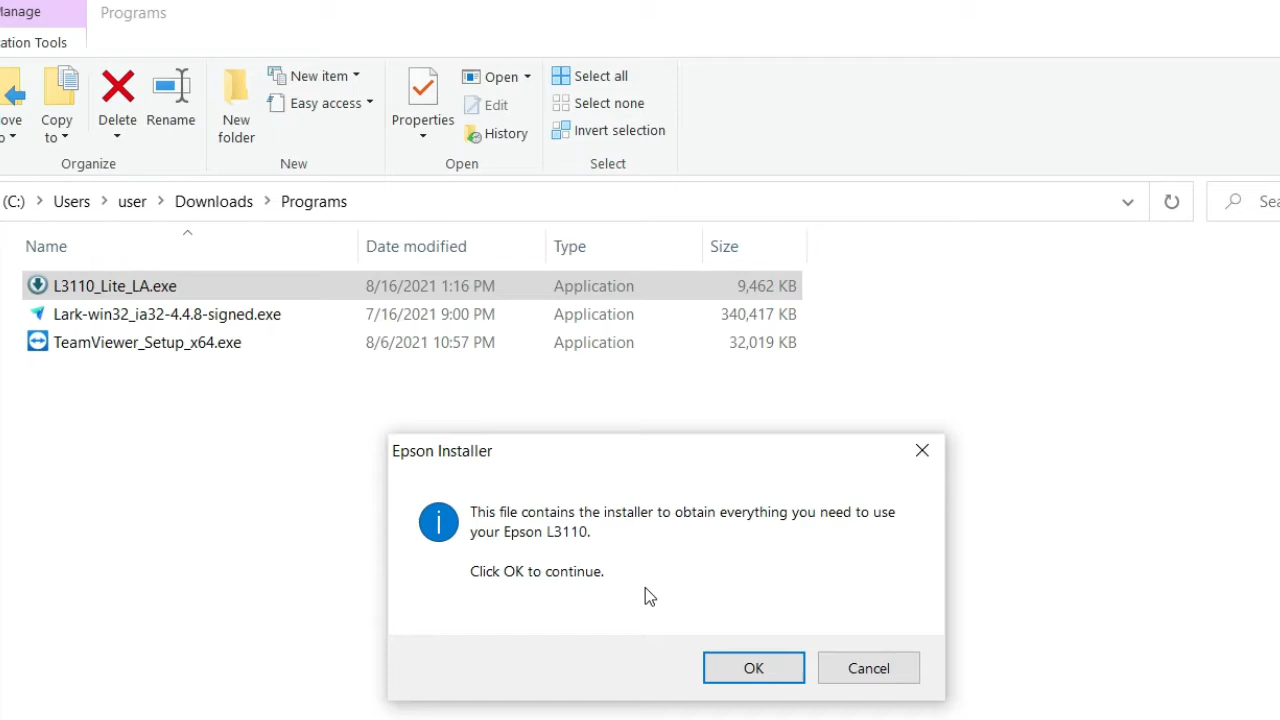 Manage
Programs
ation Tools
ove
to
Copy
to
Delete
Rename
New
folder
New item
Easy access
Properties
Open
Edit
History
Select all
Select none
Invert selection
Organize
New
Open
Select
(C:) > Users > user > Downloads > Programs
Sea
Name Date modified Type Size
L3110_Lite_LA.exe 8/16/2021 1:16 PM Application 9,462 KB
Lark-win32_ia32-4.4.8-signed.exe 7/16/2021 9:00 PM Application 340,417 KB
TeamViewer_Setup_x64.exe 8/6/2021 10:57 PM Application 32,019 KB
Epson Installer
This file contains the installer to obtain everything you need to use
your Epson L3110.
Click OK to continue.
OK Cancel